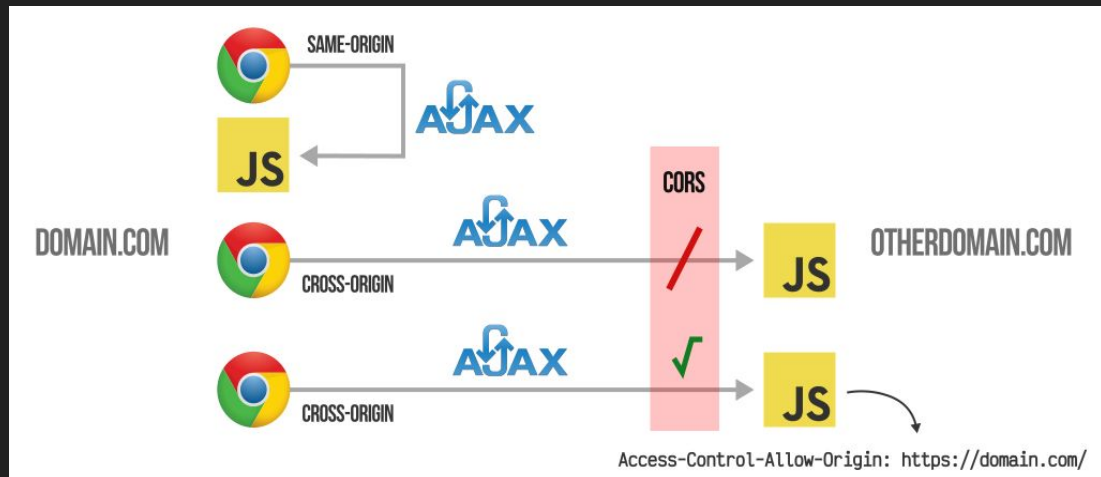 SAME-ORIGIN
AJAX
JS
CORS
DOMAIN.COM
AJAX
OTHERDOMAIN.COM
JS
CROSS-ORIGIN
AJAX
JS
CROSS-ORIGIN
Access-Control-Allow-Origin: https://domain.com/